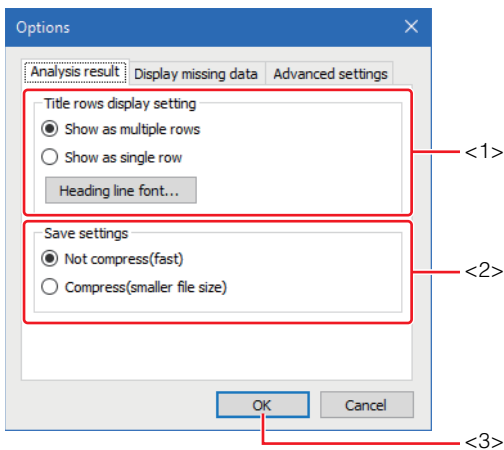 Options
Analysis result Display missing data Advanced settings
Title rows display setting
Show as multiple rows
<1>
Show as single row
Heading line font...
Save settings
Not compress(fast)
<2>
Compress(smaller file size)
OK Cancel
<3>